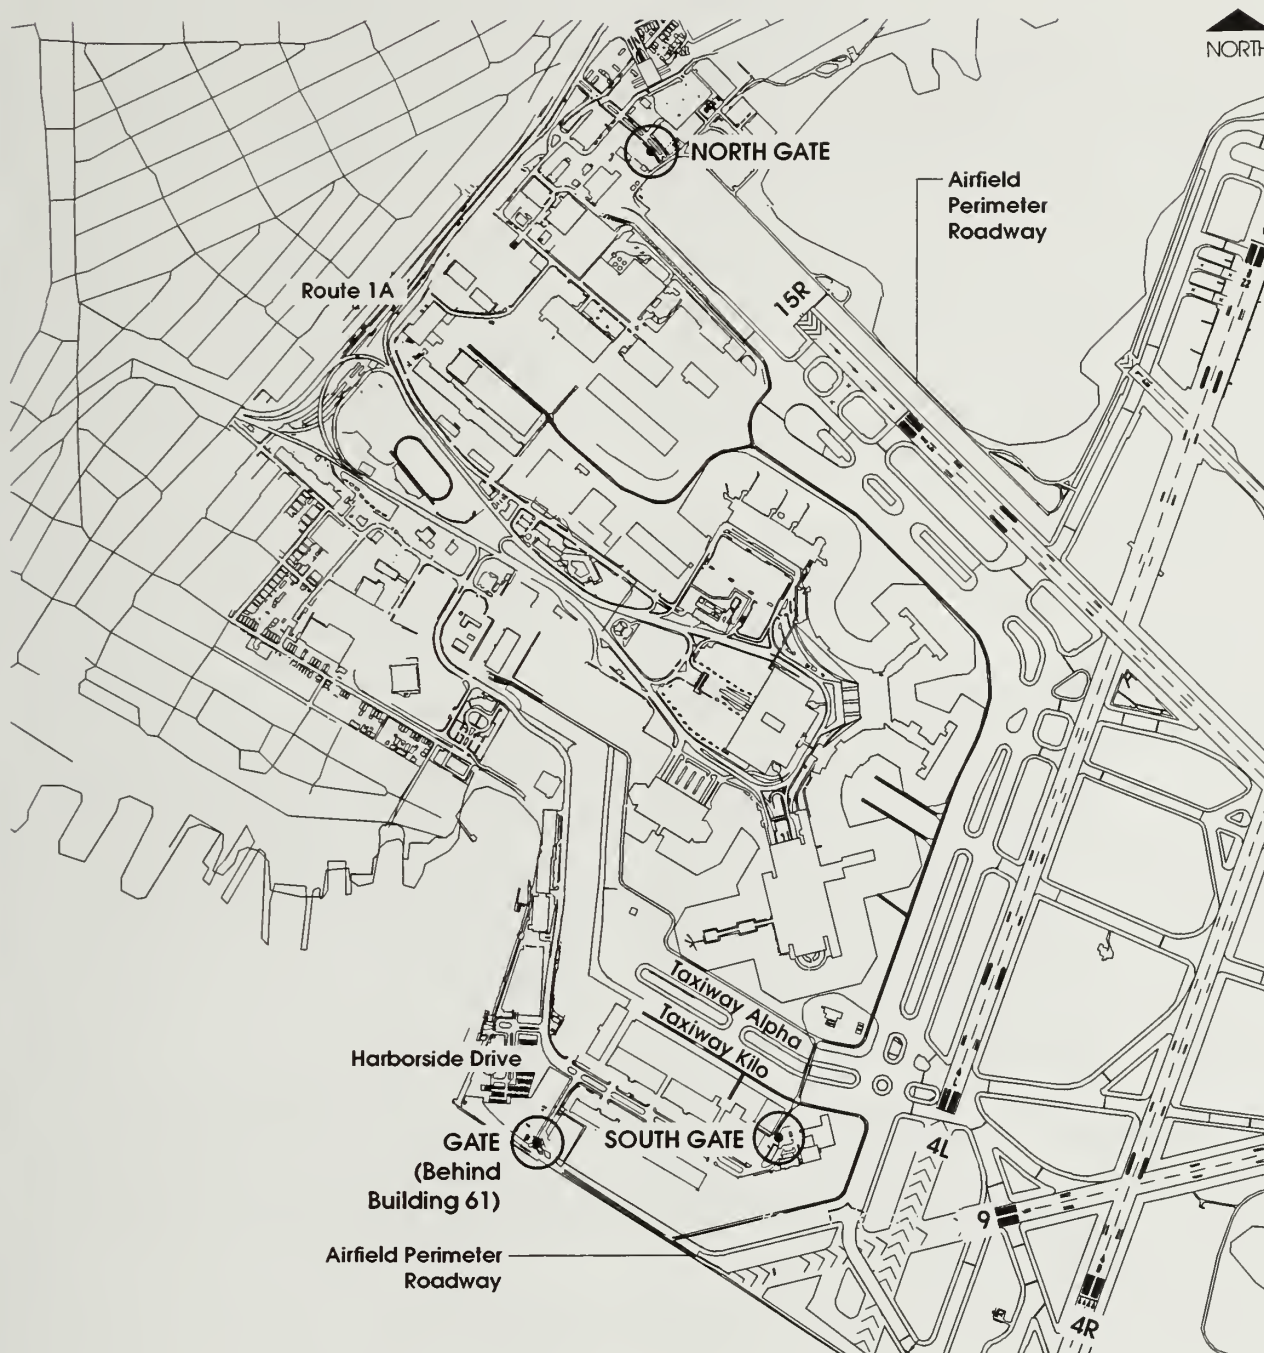 NORTH
NORTH GATE
Airfield
Perimeter
Roadway
Route 1A
15R
Taxiway Alpha
Taxiway Kilo
Harborside Drive
GATE
(Behind
Building 61)
SOUTH GATE
4L
9
Airfield Perimeter
Roadway
4R